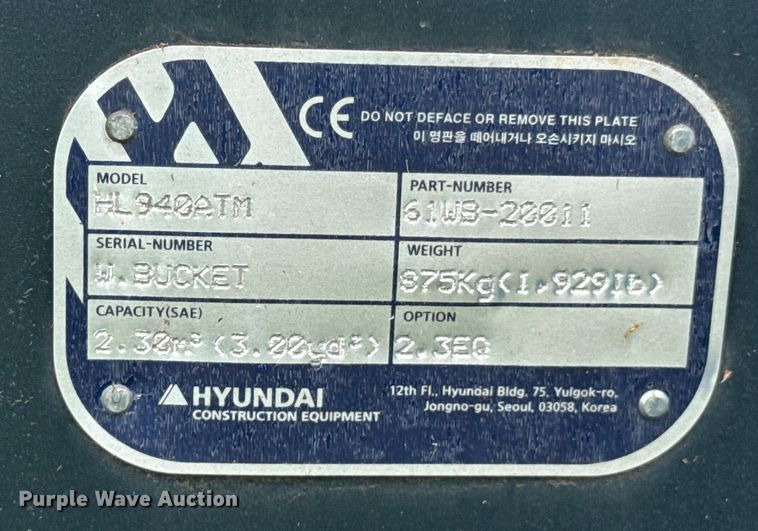 CE DO NOT DEFACE OR REMOVE THIS PLATE
이 명판을 떼어내거나 오손시키지 마시오
MODEL
HL940ATM
PART-NUMBER
61WB-20011
SERIAL-NUMBER
W.BUCKET
WEIGHT
875Kg(1,929lb)
CAPACITY(SAE)
2.30m³(3.00yd³)
OPTION
2.3EQ
HYUNDAI
CONSTRUCTION EQUIPMENT
12th Fl., Hyundai Bldg. 75, Yulgok-ro,
Jongno-gu, Seoul, 03058, Korea
Purple Wave Auction